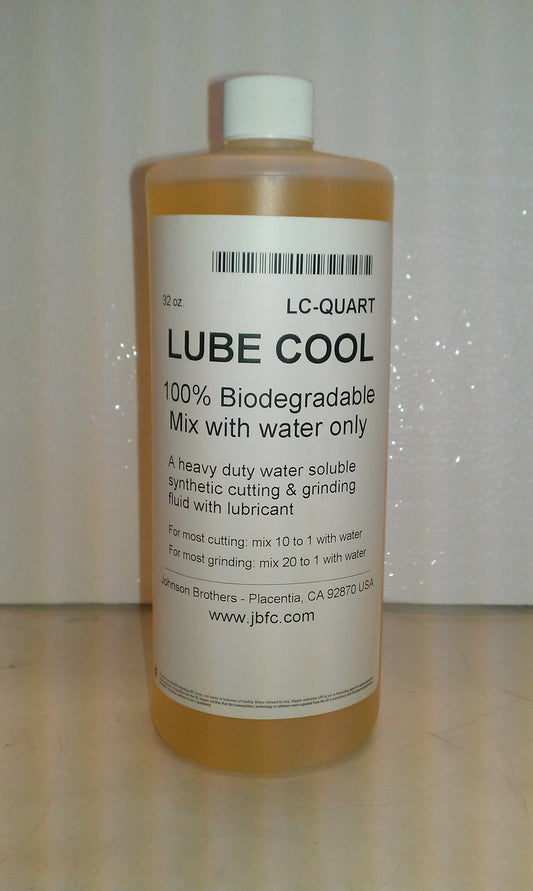 32 oz.
LC-QUART
LUBE COOL
100% Biodegradable
Mix with water only
A heavy duty water soluble
synthetic cutting & grinding
fluid with lubricant
For most cutting: mix 10 to 1 with water
For most grinding: mix 20 to 1 with water
Johnson Brothers - Placentia, CA 92870 USA
www.jbfc.com